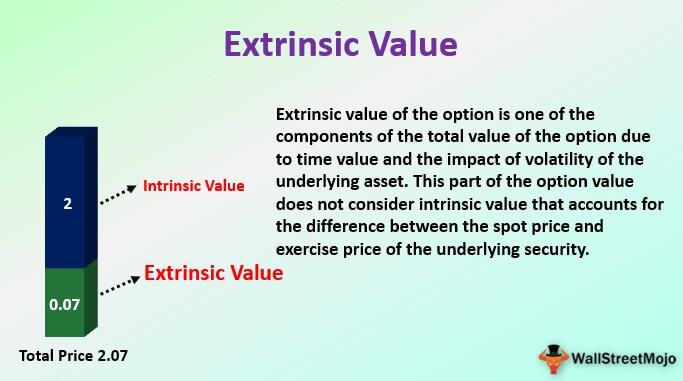 Extrinsic Value
Extrinsic value of the option is one of the
components of the total value of the option due
to time value and the impact of volatility of the
underlying asset. This part of the option value
does not consider intrinsic value that accounts for
the difference between the spot price and
exercise price of the underlying security.
2
Intrinsic Value
0.07
Extrinsic Value
Total Price 2.07
WallStreetMojo